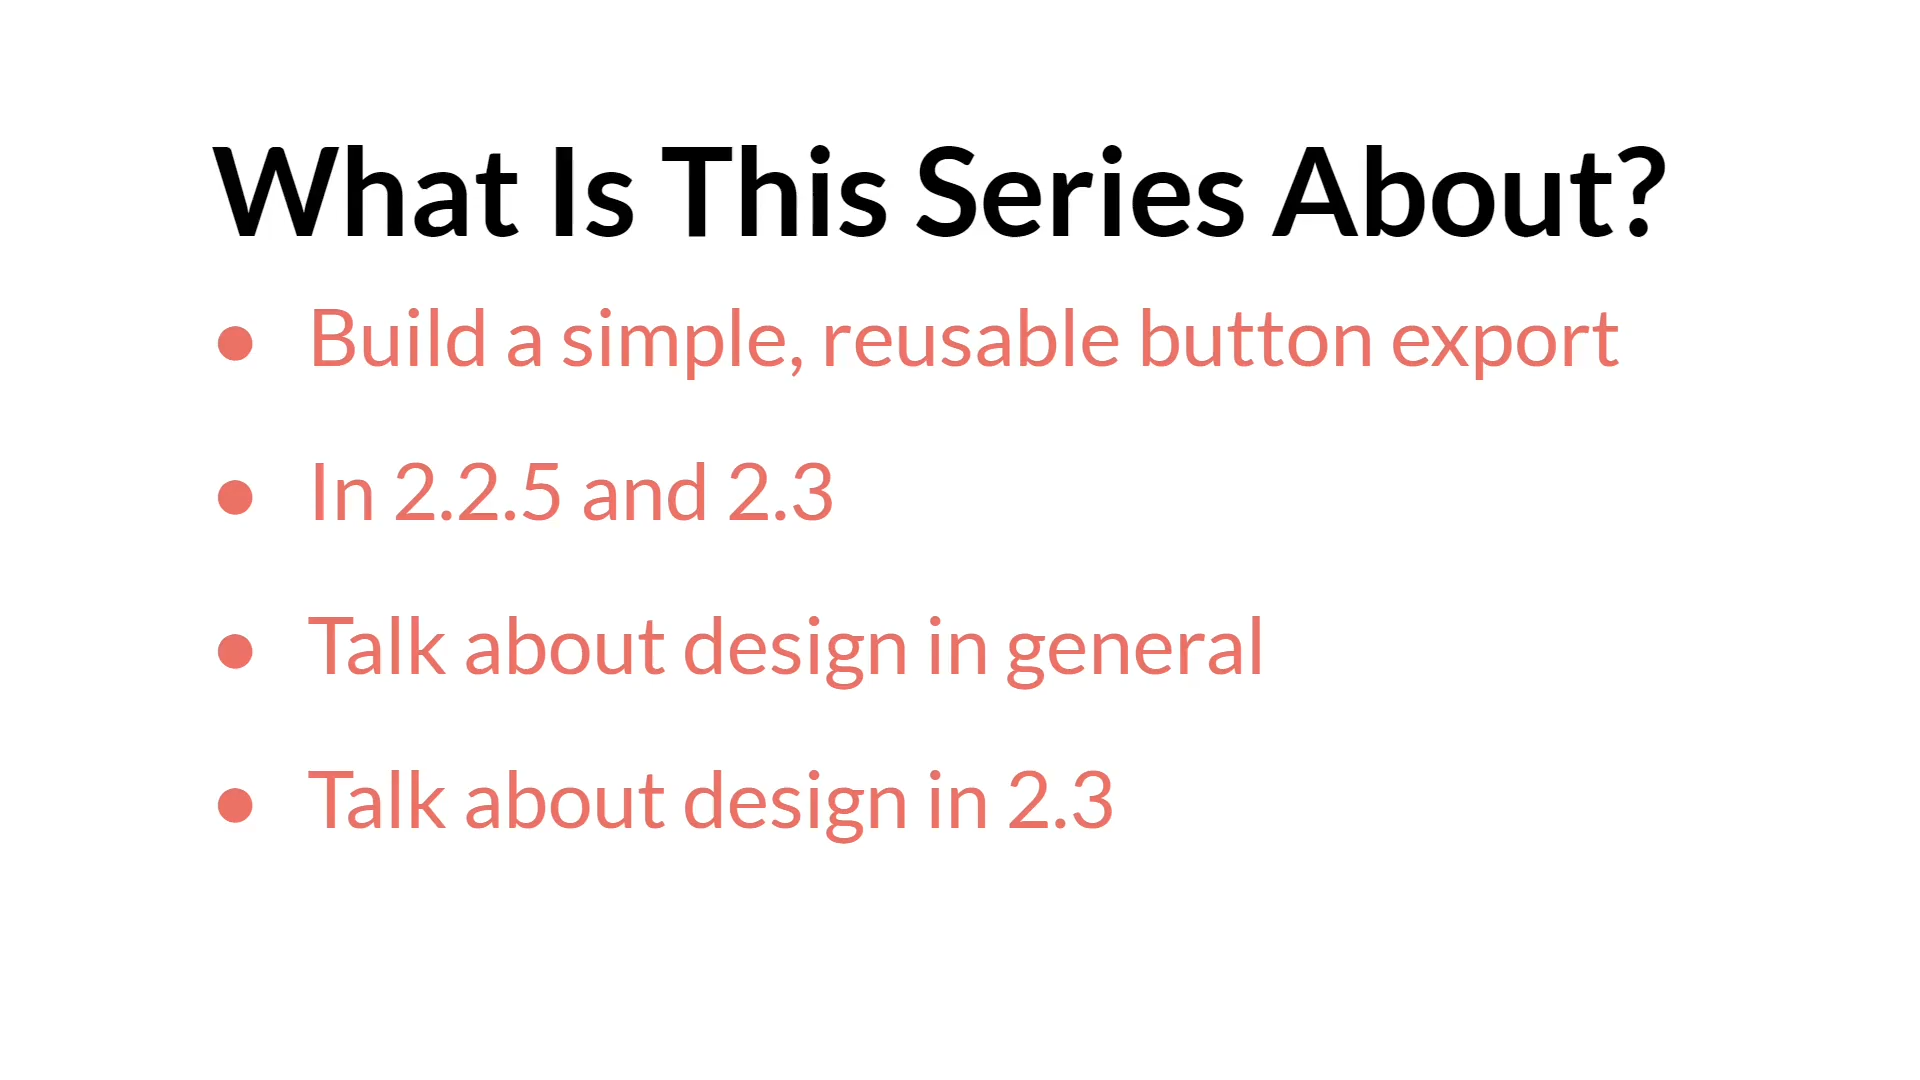 What Is This Series About?
● Build a simple, reusable button export
● In 2.2.5 and 2.3
● Talk about design in general
● Talk about design in 2.3